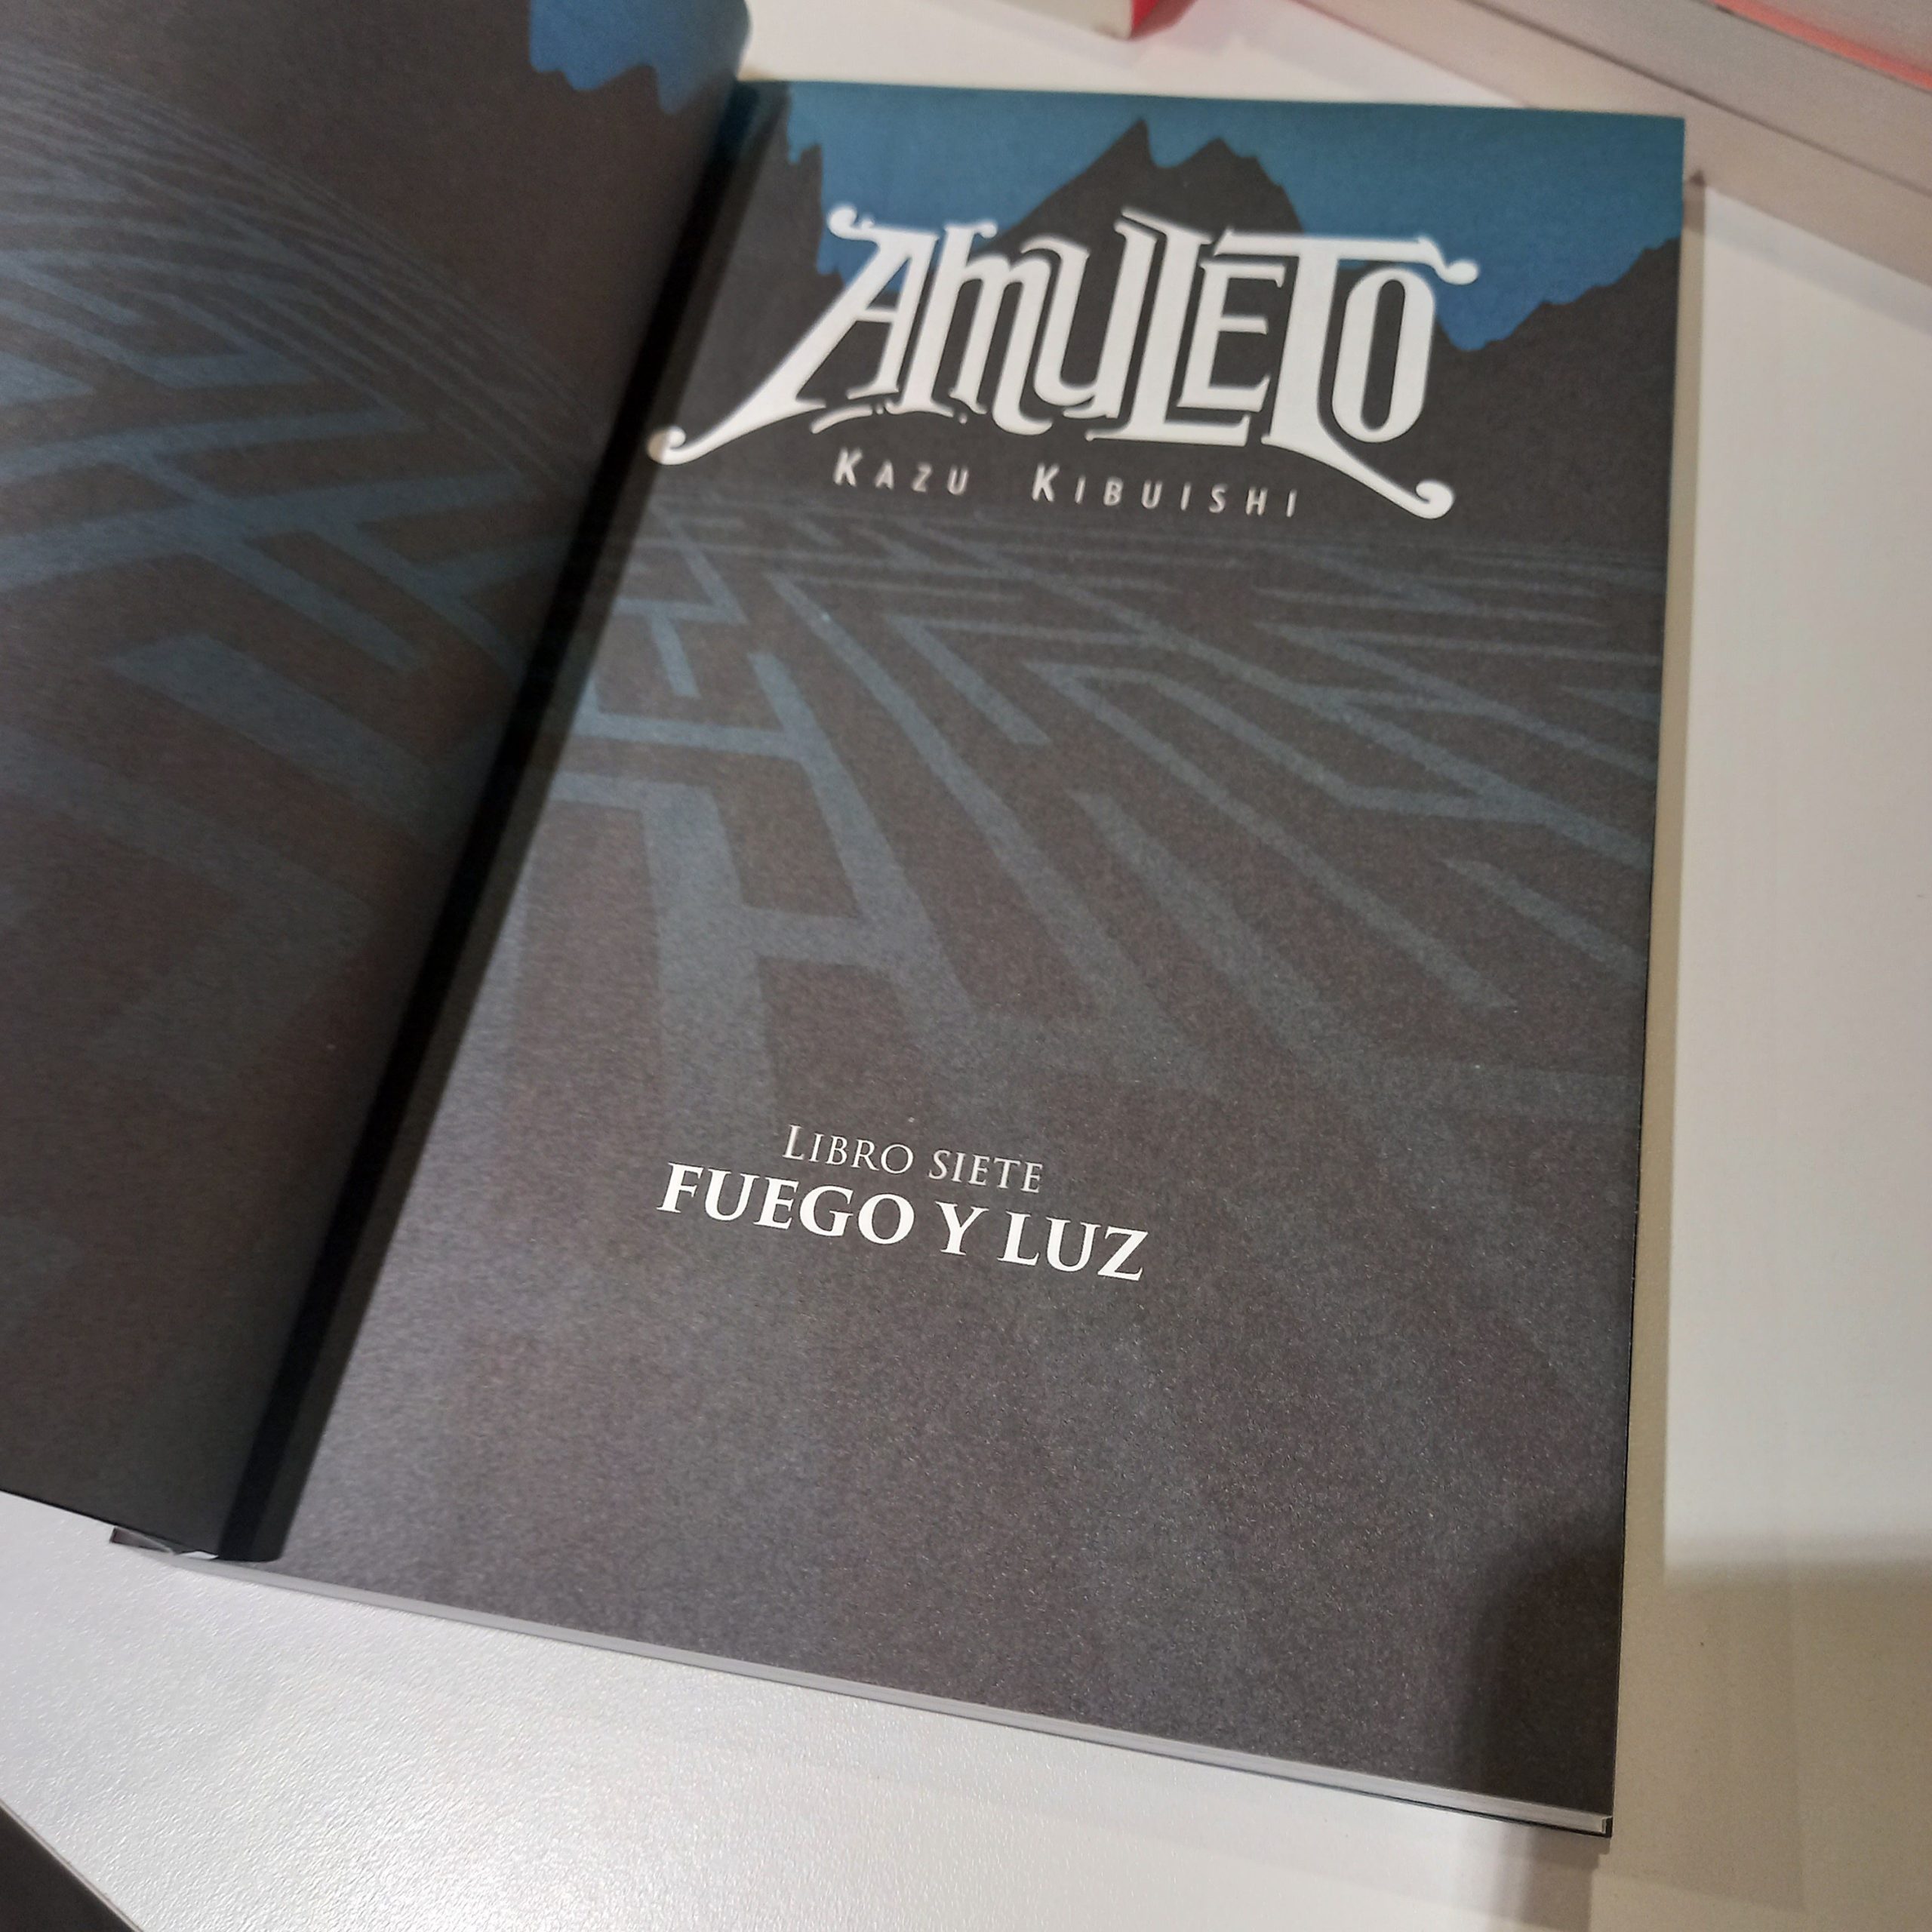 AMULETO
KAZU KIBUISHI
LIBRO SIETE
FUEGO Y LUZ